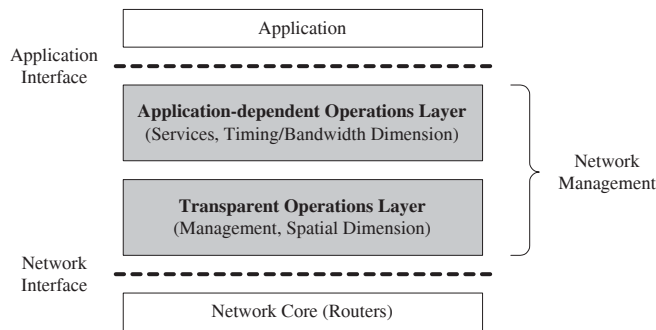 Application
Application
Interface
Application-dependent Operations Layer
(Services, Timing/Bandwidth Dimension)
Network
Management
Transparent Operations Layer
(Management, Spatial Dimension)
Network
Interface
Network Core (Routers)